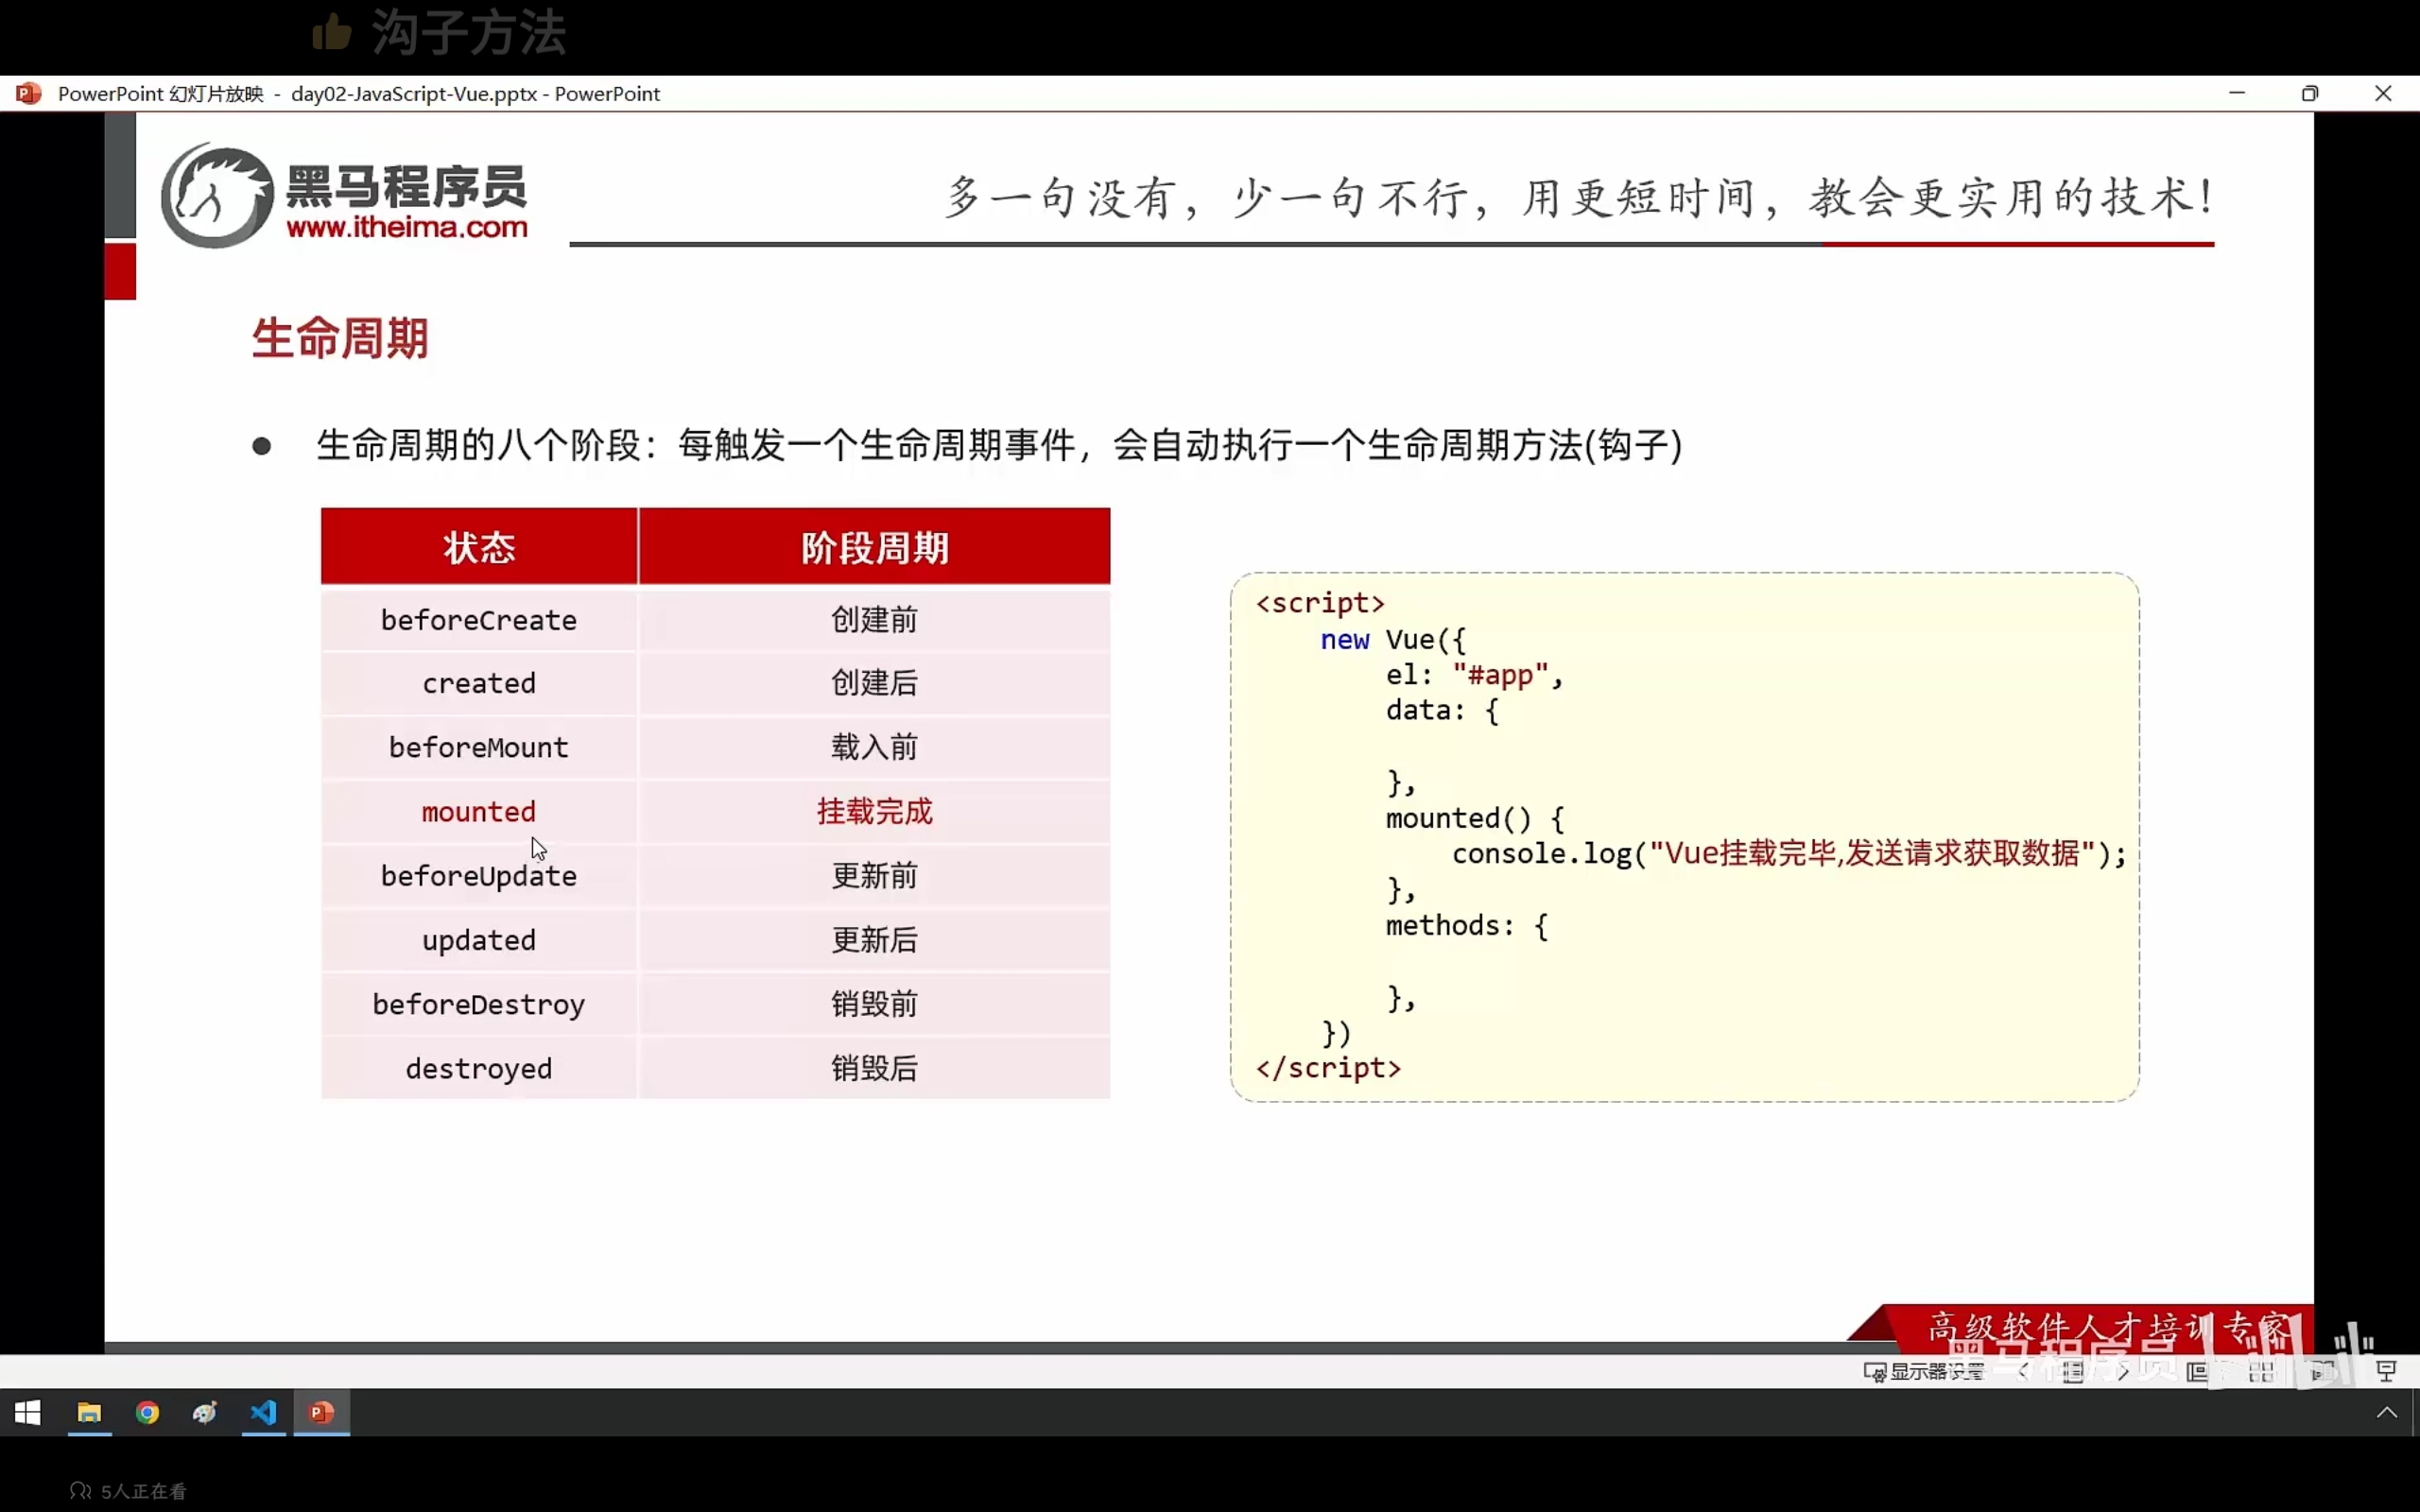 沟子方法
PowerPoint 幻灯片放映 - day02-JavaScript-Vue.pptx - PowerPoint
黑马程序员
www.itheima.com
多一句没有，少一句不行，用更短时间，教会更实用的技术！
生命周期
● 生命周期的八个阶段：每触发一个生命周期事件，会自动执行一个生命周期方法(钩子)
状态 阶段周期
beforeCreate 创建前
created 创建后
beforeMount 载入前
mounted 挂载完成
beforeUpdate 更新前
updated 更新后
beforeDestroy 销毁前
destroyed 销毁后
<script>
new Vue({
el: "#app",
data: {
},
mounted() {
console.log("Vue挂载完毕,发送请求获取数据");
},
methods: {
},
})
</script>
高级软件人才培训专家
黑马程序员
显示器设置
5人正在看